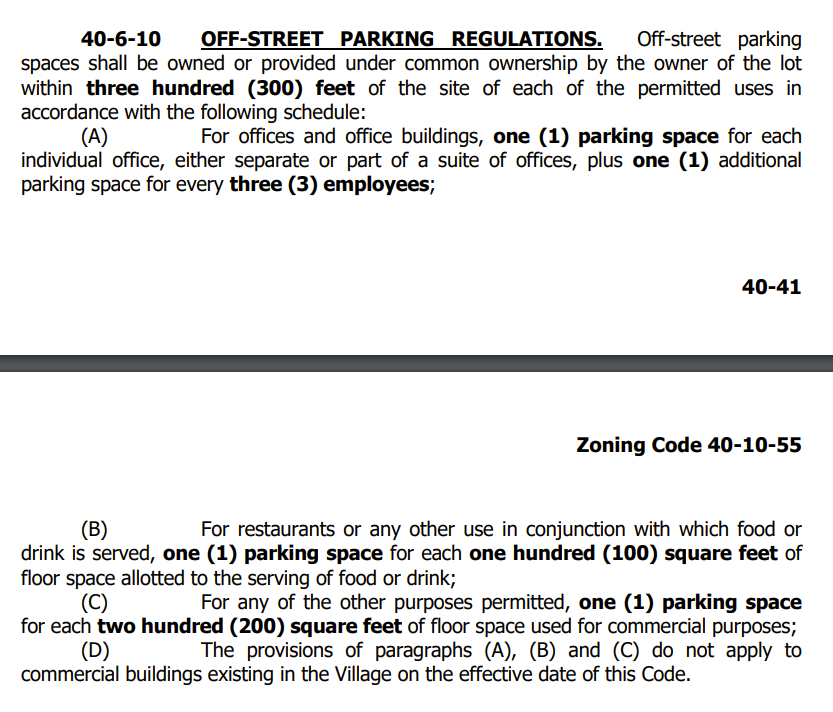 40-6-10 OFF-STREET PARKING REGULATIONS. Off-street parking
spaces shall be owned or provided under common ownership by the owner of the lot
within three hundred (300) feet of the site of each of the permitted uses in
accordance with the following schedule:
(A) For offices and office buildings, one (1) parking space for each
individual office, either separate or part of a suite of offices, plus one (1) additional
parking space for every three (3) employees;
40-41
Zoning Code 40-10-55
(B) For restaurants or any other use in conjunction with which food or
drink is served, one (1) parking space for each one hundred (100) square feet of
floor space allotted to the serving of food or drink;
(C) For any of the other purposes permitted, one (1) parking space
for each two hundred (200) square feet of floor space used for commercial purposes;
(D) The provisions of paragraphs (A), (B) and (C) do not apply to
commercial buildings existing in the Village on the effective date of this Code.